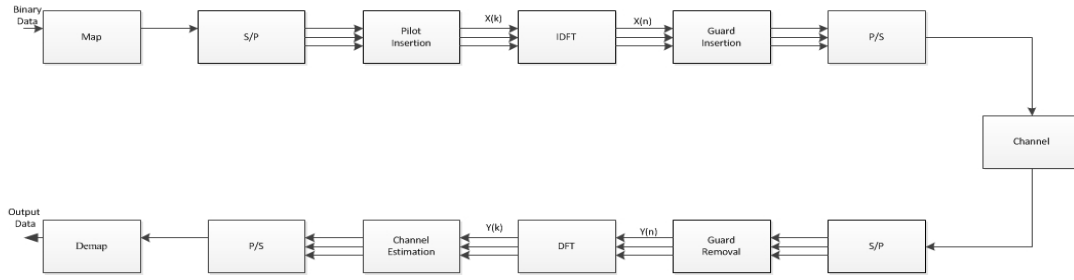 Binary
Data
Map
S/P
Pilot
Insertion
X(k)
IDFT
X(n)
Guard
Insertion
P/S
Channel
Output
Data
Demap
P/S
Channel
Estimation
Y(k)
DFT
Y(n)
Guard
Removal
S/P